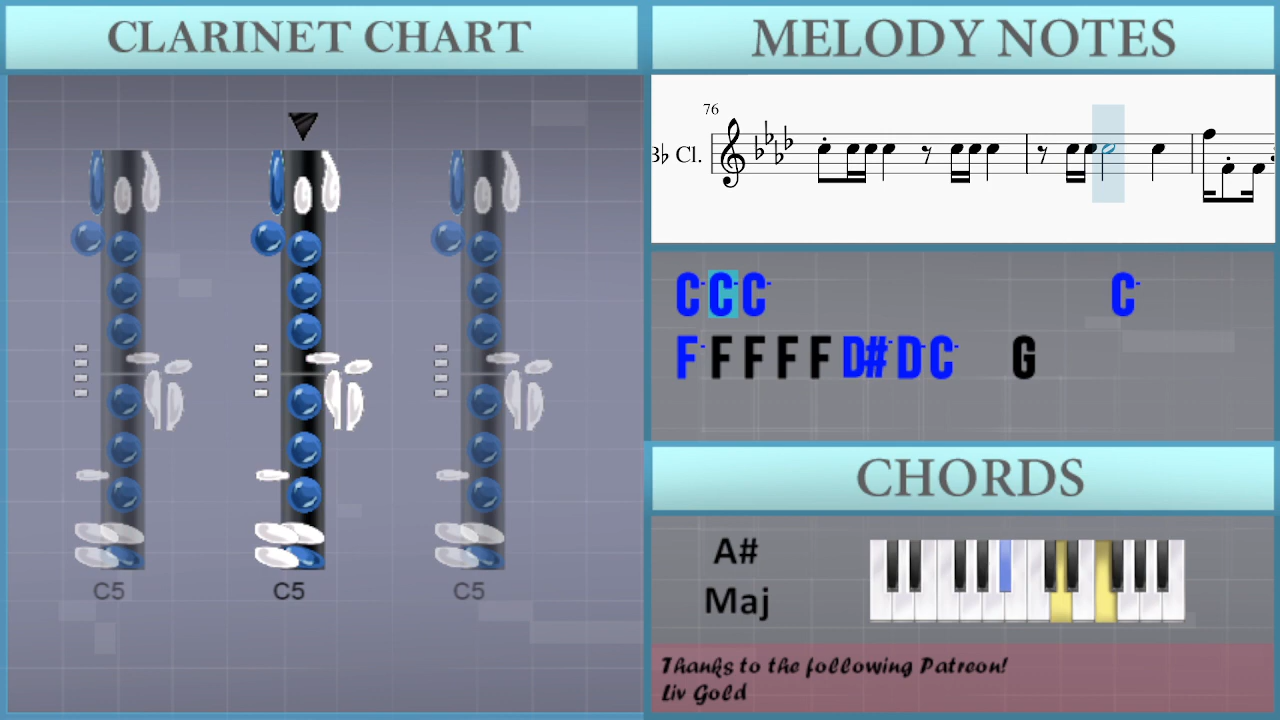 CLARINET CHART
C5 C5 C5
MELODY NOTES
76
B♭ Cl.
C C C C
F F F F F D# D C G
CHORDS
A#
Maj
Thanks to the following Patreon!
Liv Gold